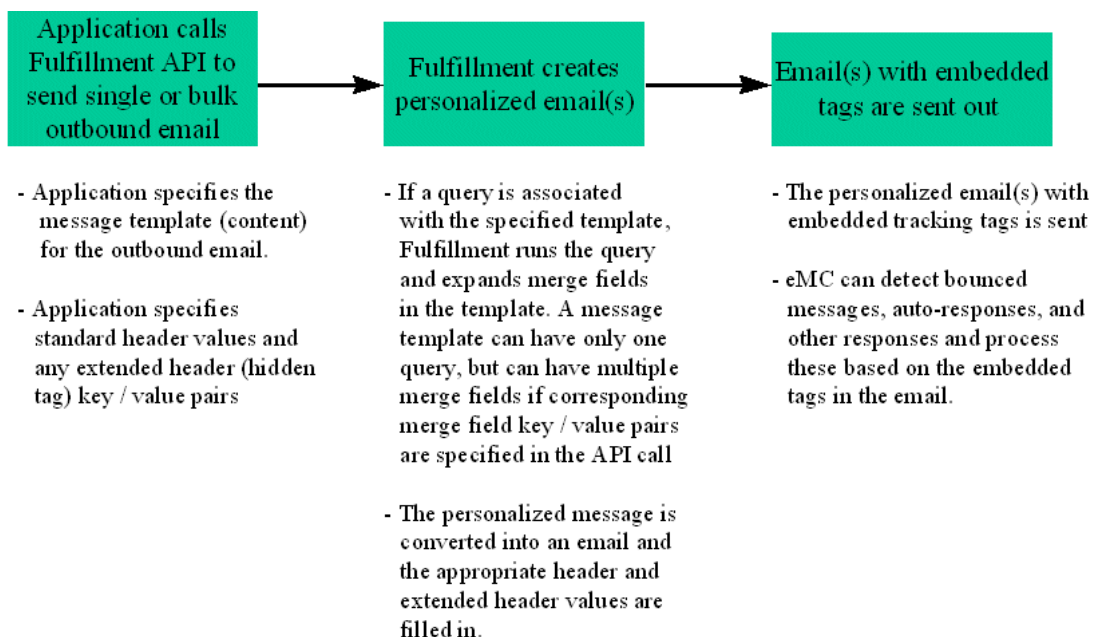 Application calls
Fulfillment API to
send single or bulk
outbound email
Fulfillment creates
personalized email(s)
Email(s) with embedded
tags are sent out
- Application specifies the
message template (content)
for the outbound email.
- Application specifies
standard header values and
any extended header (hidden
tag) key / value pairs
- If a query is associated
with the specified template,
Fulfillment runs the query
and expands merge fields
in the template. A message
template can have only one
query, but can have multiple
merge fields if corresponding
merge field key / value pairs
are specified in the API call
- The personalized message is
converted into an email and
the appropriate header and
extended header values are
filled in.
- The personalized email(s) with
embedded tracking tags is sent
- eMC can detect bounced
messages, auto-responses, and
other responses and process
these based on the embedded
tags in the email.